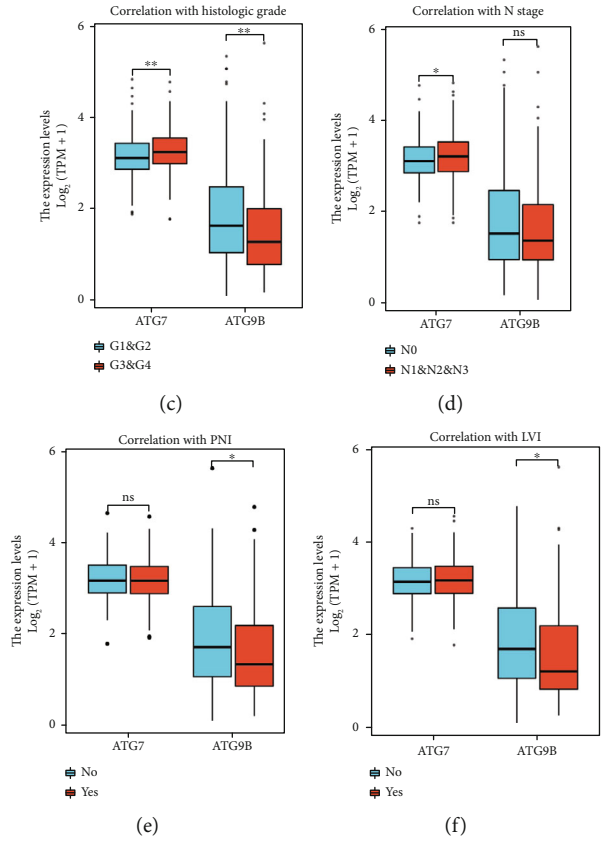 Correlation with histologic grade
The expression levels
Log₂ (TPM + 1)
6
4
2
0
**
**
ATG7
ATG9B
G1&G2
G3&G4
(c)
Correlation with N stage
The expression levels
Log₂ (TPM + 1)
6
4
2
0
*
ns
ATG7
ATG9B
N0
N1&N2&N3
(d)
Correlation with PNI
The expression levels
Log₂ (TPM + 1)
6
4
2
0
ns
*
ATG7
ATG9B
No
Yes
(e)
Correlation with LVI
The expression levels
Log₂ (TPM + 1)
6
4
2
0
ns
*
ATG7
ATG9B
No
Yes
(f)